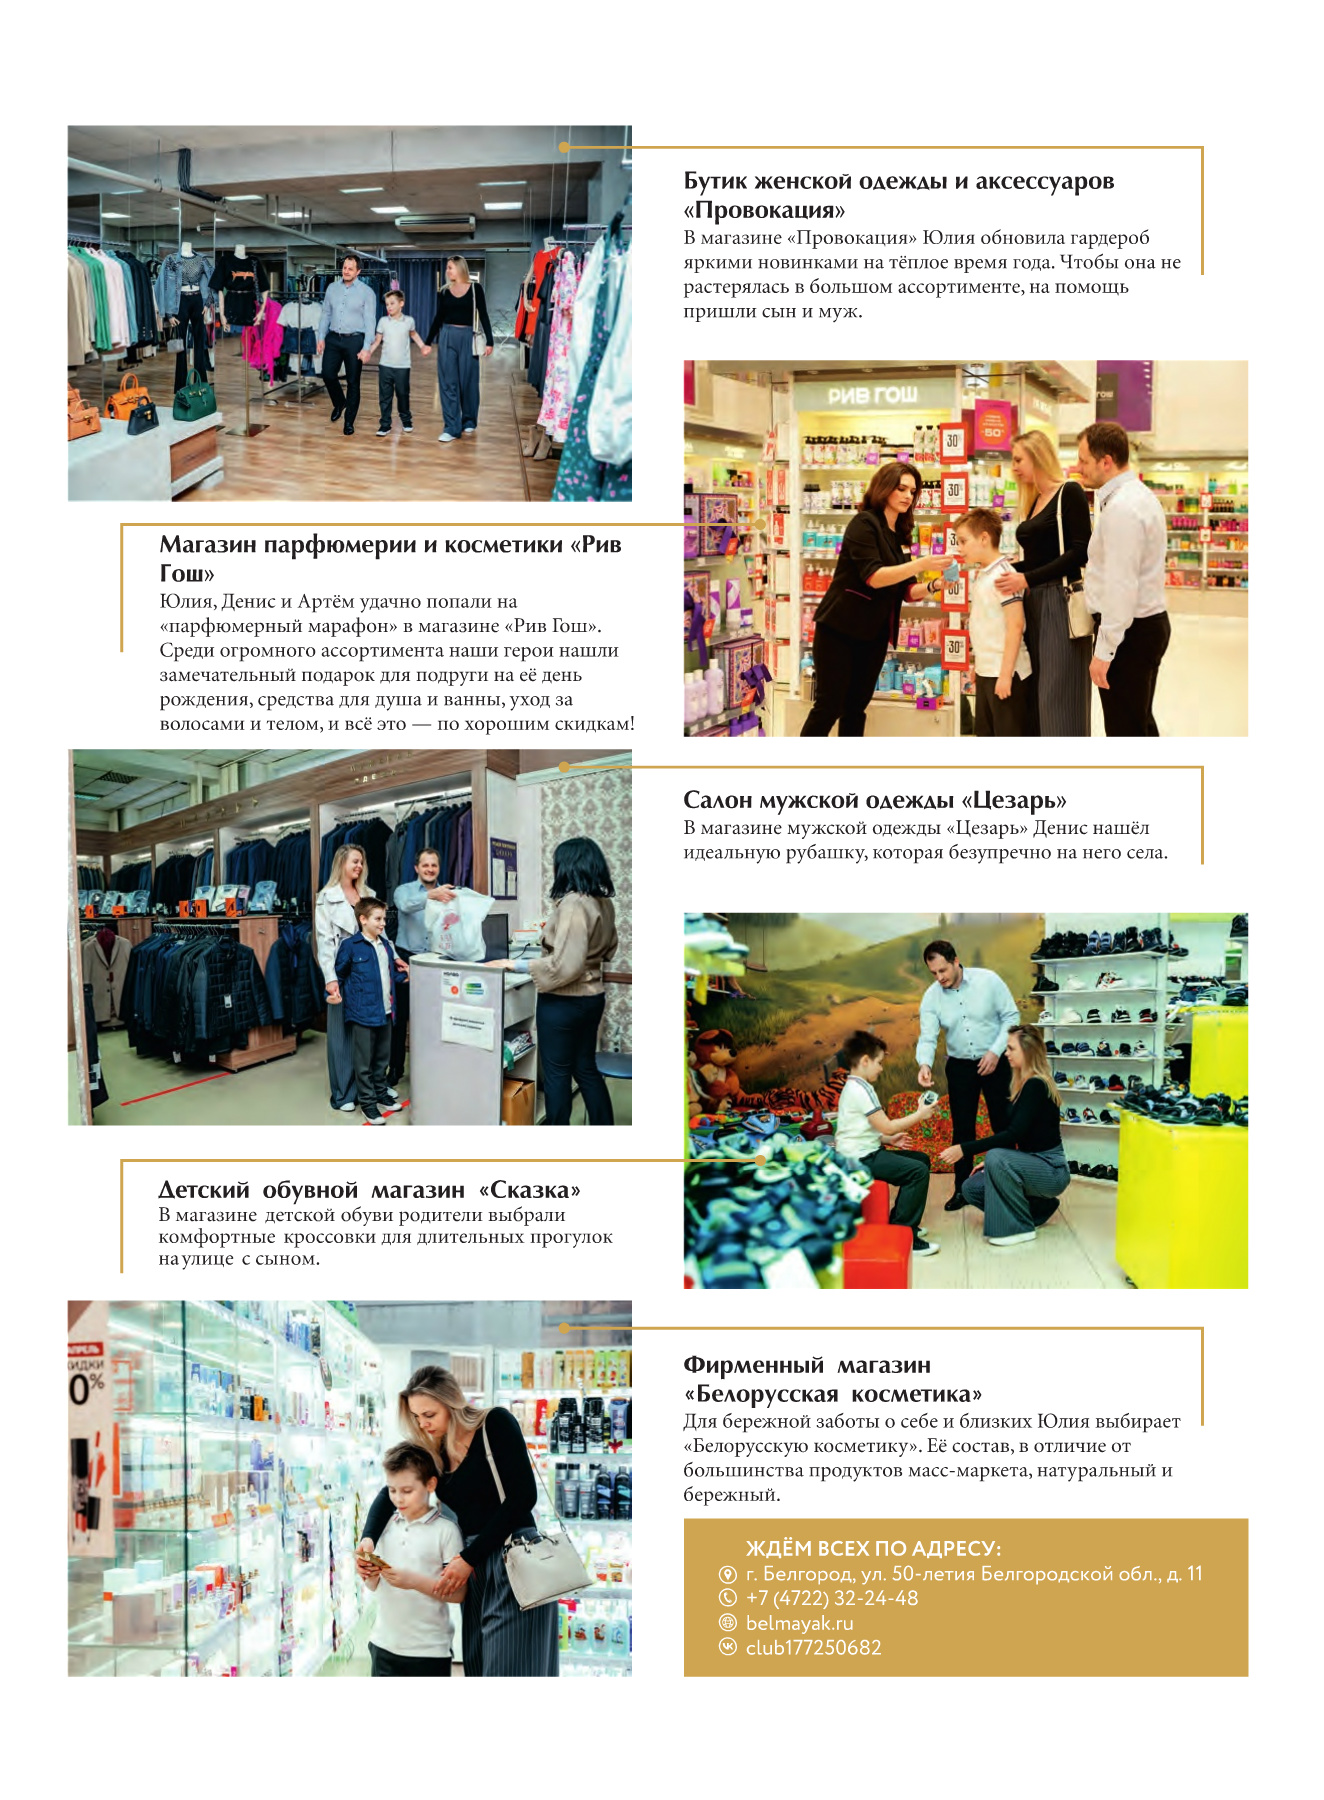 Бутик женской одежды и аксессуаров
«Провокация»
В магазине «Провокация» Юлия обновила гардероб
яркими новинками на тёплое время года. Чтобы она не
растерялась в большом ассортименте, на помощь
пришли сын и муж.
РИВ ГОШ
30
-50
30
Магазин парфюмерии и косметики «Рив
Гош»
Юлия, Денис и Артём удачно попали на
«парфюмерный марафон» в магазине «Рив Гош».
Среди огромного ассортимента наши герои нашли
замечательный подарок для подруги на её день
рождения, средства для душа и ванны, уход за
волосами и телом, и всё это — по хорошим скидкам!
Салон мужской одежды «Цезарь»
В магазине мужской одежды «Цезарь» Денис нашёл
идеальную рубашку, которая безупречно на него села.
Детский обувной магазин «Сказка»
В магазине детской обуви родители выбрали
комфортные кроссовки для длительных прогулок
на улице с сыном.
0%
Фирменный магазин
«Белорусская косметика»
Для бережной заботы о себе и близких Юлия выбирает
«Белорусскую косметику». Её состав, в отличие от
большинства продуктов масс-маркета, натуральный и
бережный.
ЖДЁМ ВСЕХ ПО АДРЕСУ:
г. Белгород, ул. 50-летия Белгородской обл., д. 11
+7 (4722) 32-24-48
belmayak.ru
club177250682